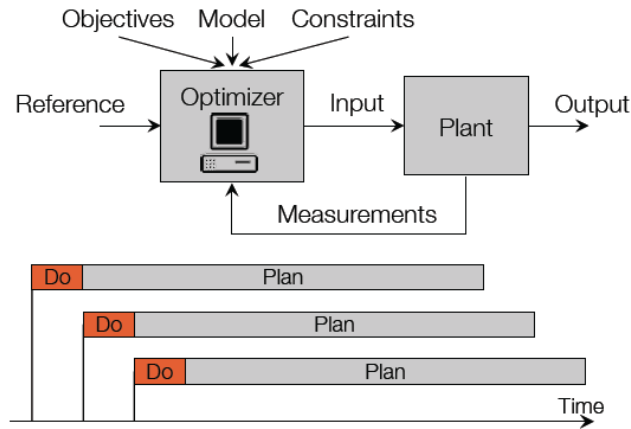 Objectives Model Constraints
Reference
Optimizer
Input
Plant
Output
Measurements
Do Plan
Do Plan
Do Plan
Time